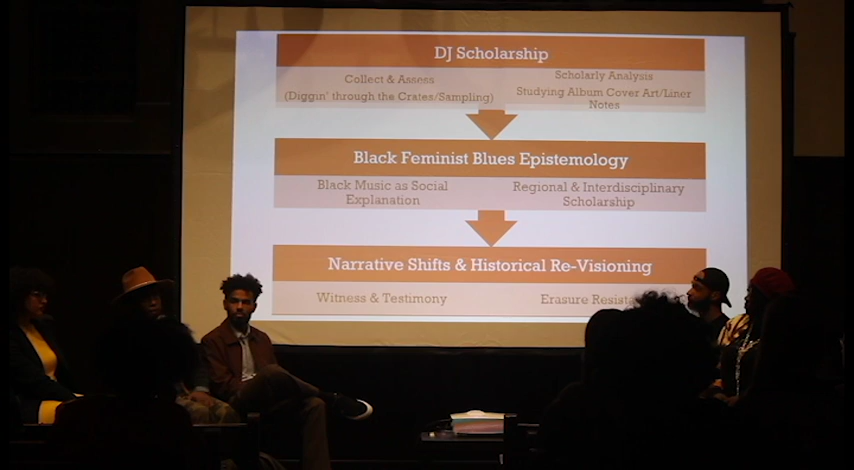 DJ Scholarship
Collect & Assess
(Diggin' through the Crates/Sampling)
Scholarly Analysis
Studying Album Cover Art/Liner
Notes
Black Feminist Blues Epistemology
Black Music as Social
Explanation
Regional & Interdisciplinary
Scholarship
Narrative Shifts & Historical Re-Visioning
Witness & Testimony
Erasure